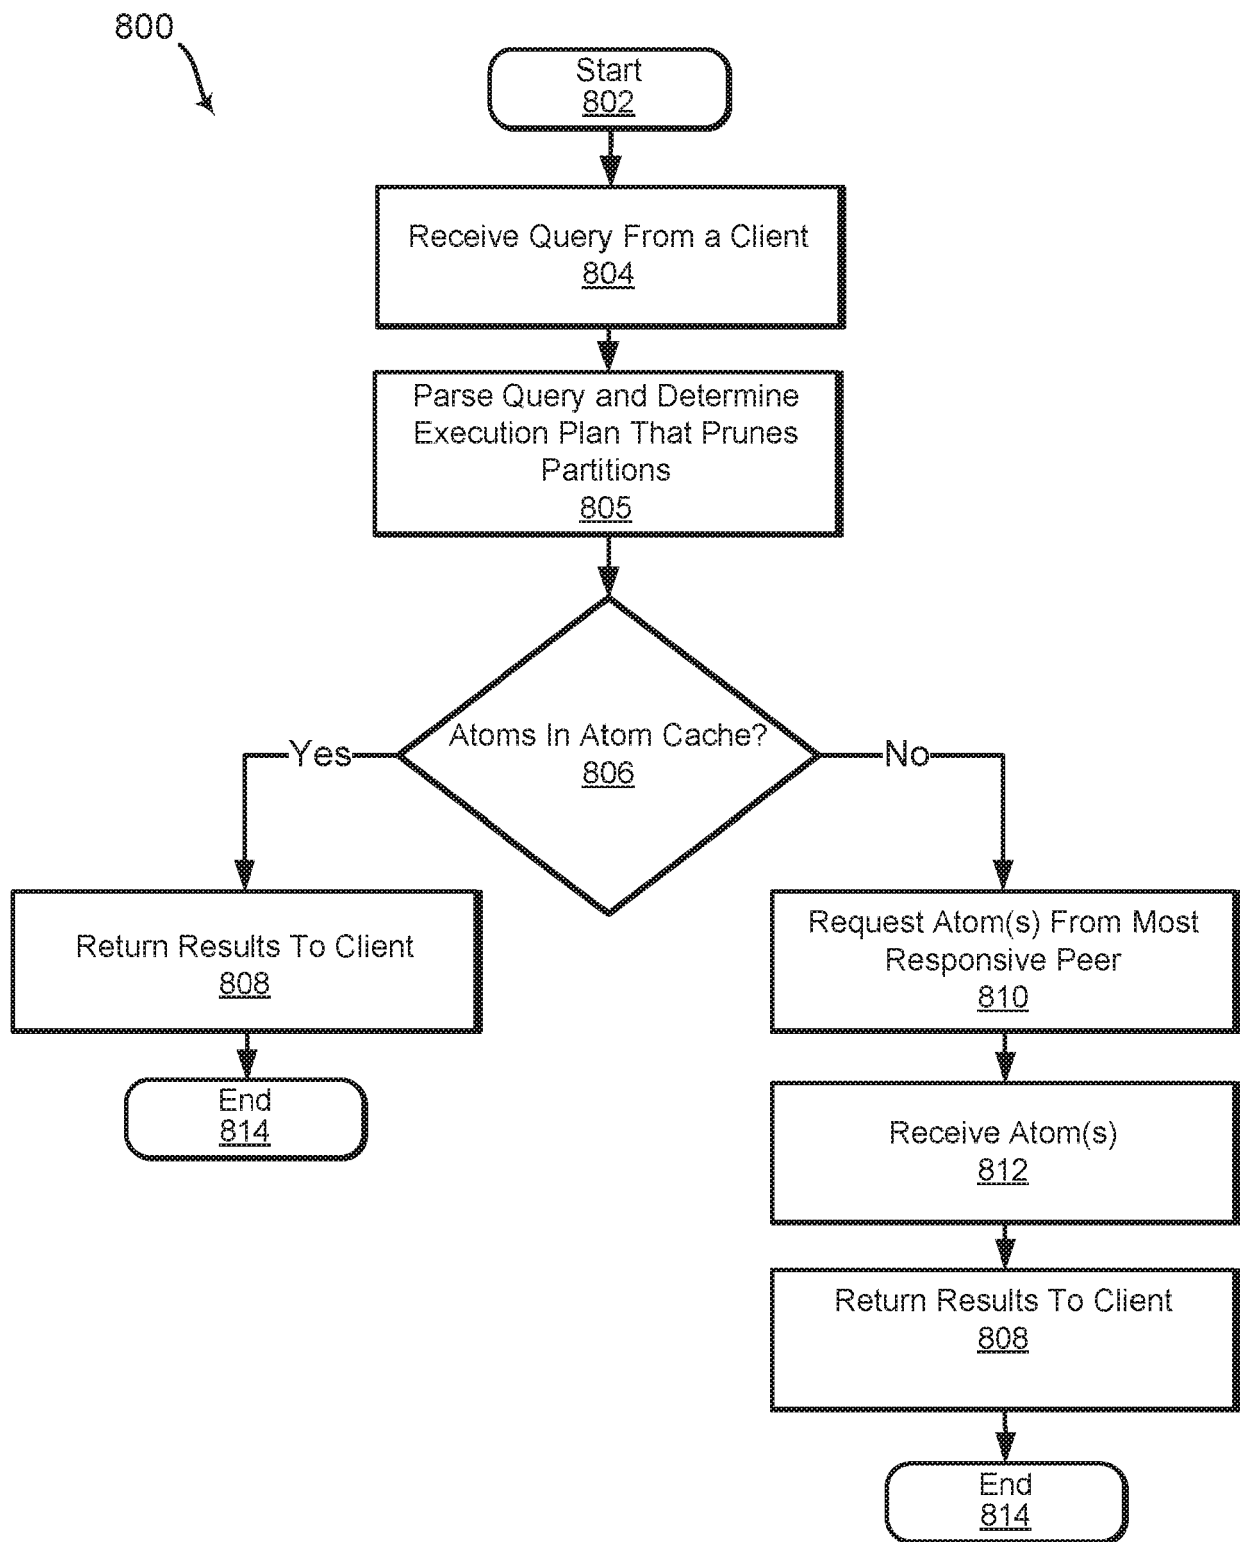 800
Start
802
Receive Query From a Client
804
Parse Query and Determine
Execution Plan That Prunes
Partitions
805
Atoms In Atom Cache?
806
Yes
No
Return Results To Client
808
End
814
Request Atom(s) From Most
Responsive Peer
810
Receive Atom(s)
812
Return Results To Client
808
End
814